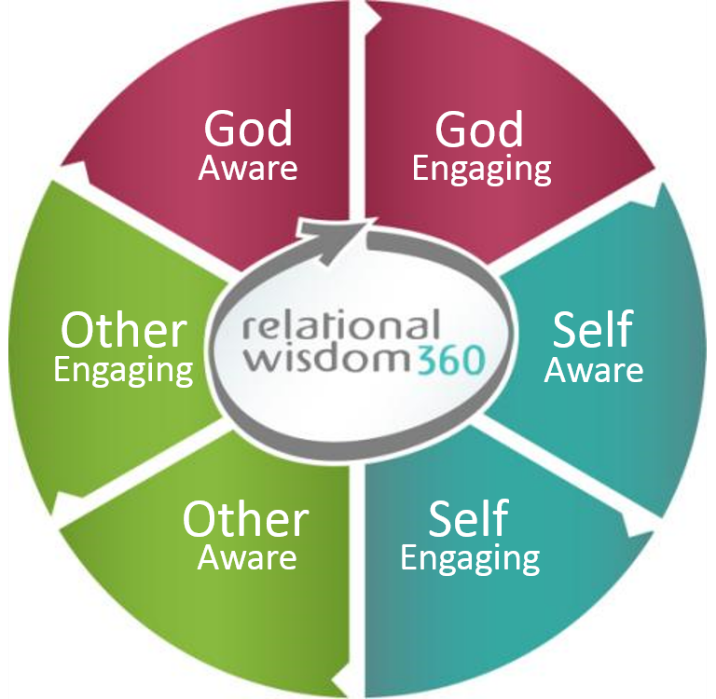 God
Aware
God
Engaging
Other
Engaging
relational
wisdom360
Self
Aware
Other
Aware
Self
Engaging